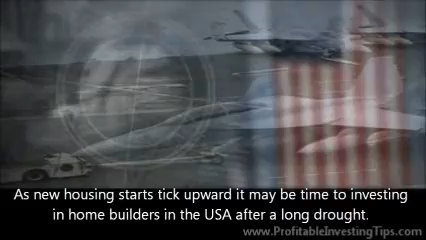 As new housing starts tick upward it may be time to investing
in home builders in the USA after a long drought.
www.ProfitableInvestingTips.com